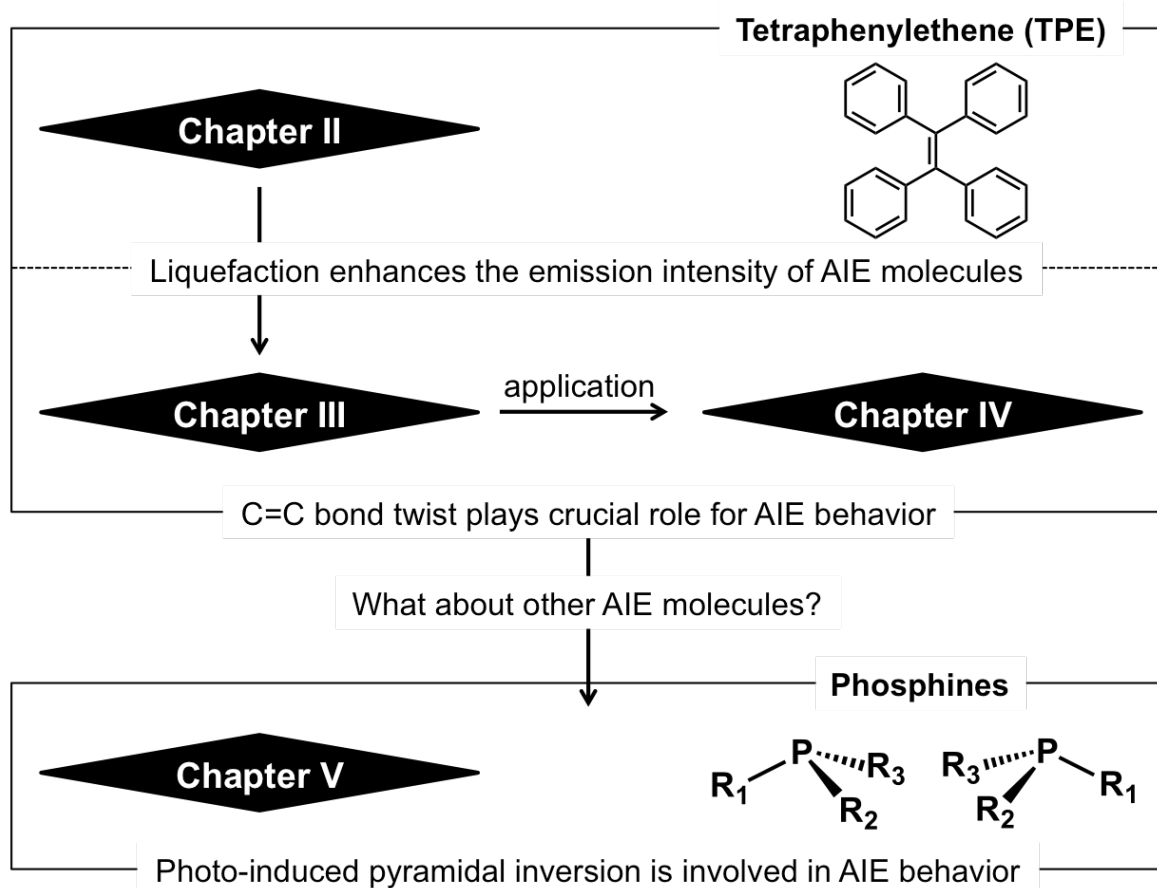 Tetraphenylethene (TPE)
Chapter II
Liquefaction enhances the emission intensity of AIE molecules
Chapter III
application
Chapter IV
C=C bond twist plays crucial role for AIE behavior
What about other AIE molecules?
Phosphines
Chapter V
P
R1
R2
R3
P
R3
R2
R1
Photo-induced pyramidal inversion is involved in AIE behavior